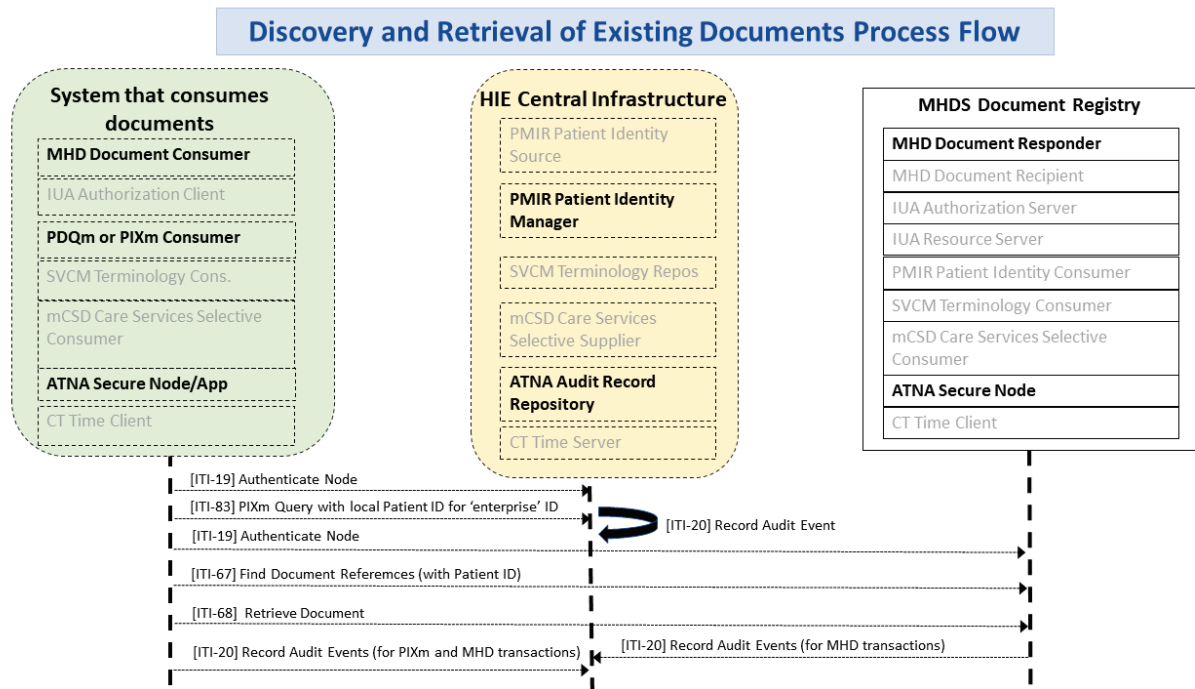 Discovery and Retrieval of Existing Documents Process Flow
System that consumes
documents
MHD Document Consumer
IUA Authorization Client
PDQm or PIXm Consumer
SVCM Terminology Cons.
mCSD Care Services Selective
Consumer
ATNA Secure Node/App
CT Time Client
HIE Central Infrastructure
PMIR Patient Identity
Source
PMIR Patient Identity
Manager
SVCM Terminology Repos
mCSD Care Services
Selective Supplier
ATNA Audit Record
Repository
CT Time Server
MHDS Document Registry
MHD Document Responder
MHD Document Recipient
IUA Authorization Server
IUA Resource Server
PMIR Patient Identity Consumer
SVCM Terminology Consumer
mCSD Care Services Selective
Consumer
ATNA Secure Node
CT Time Client
[ITI-19] Authenticate Node
[ITI-83] PIXm Query with local Patient ID for ‘enterprise’ ID
[ITI-20] Record Audit Event
[ITI-19] Authenticate Node
[ITI-67] Find Document References (with Patient ID)
[ITI-68] Retrieve Document
[ITI-20] Record Audit Events (for PIXm and MHD transactions)
[ITI-20] Record Audit Events (for MHD transactions)